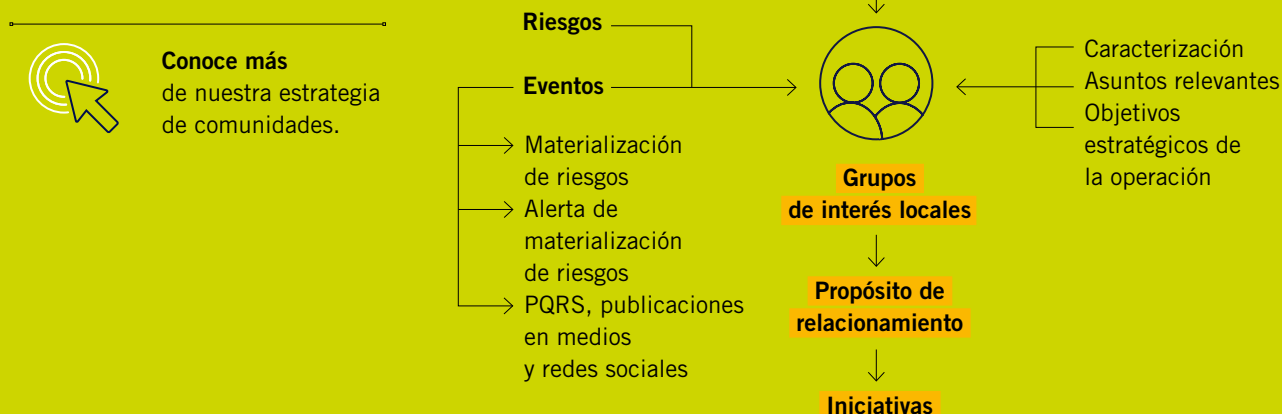 Conoce más
de nuestra estrategia
de comunidades.
Riesgos
Eventos
Materialización
de riesgos
Alerta de
materialización
de riesgos
PQRS, publicaciones
en medios
y redes sociales
Grupos
de interés locales
Propósito de
relacionamiento
Iniciativas
Caracterización
Asuntos relevantes
Objetivos
estratégicos de
la operación